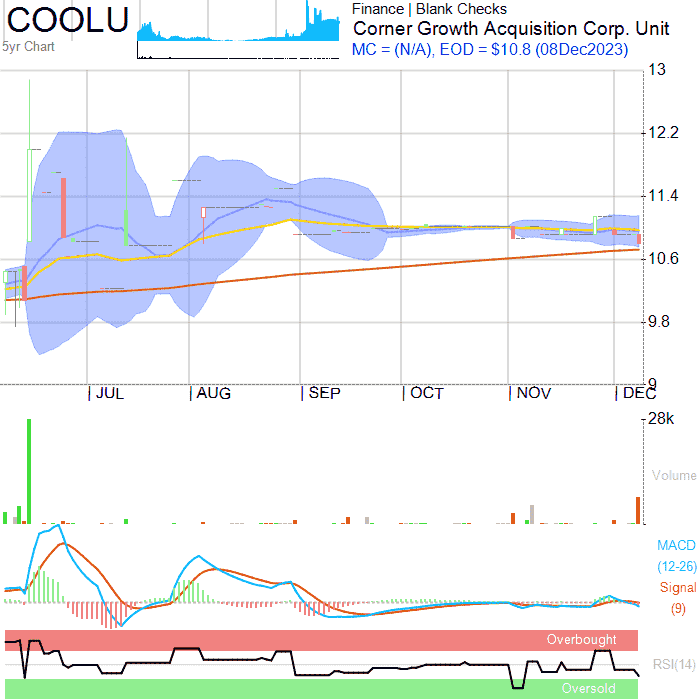 COOLU
5yr Chart
Finance | Blank Checks
Corner Growth Acquisition Corp. Unit
MC = (N/A), EOD = $10.8 (08Dec2023)
13
12.2
11.4
10.6
9.8
9
JUL
AUG
SEP
OCT
NOV
DEC
28k
Volume
MACD
(12-26)
Signal
(9)
Overbought
RSI(14)
Oversold